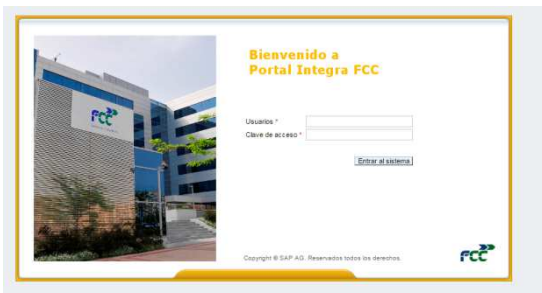 Bienvenido a
Portal Integra FCC
FCC
Usuarios *
Clave de acceso *
Entrar al sistema
Copyright © SAP AG. Reservados todos los derechos.
FCC